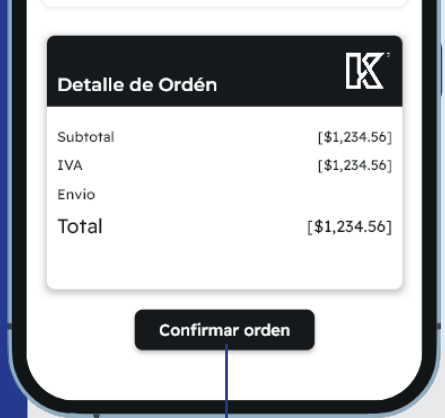 Detalle de Ordén
Subtotal [$1,234.56]
IVA [$1,234.56]
Envio
Total [$1,234.56]
Confirmar orden